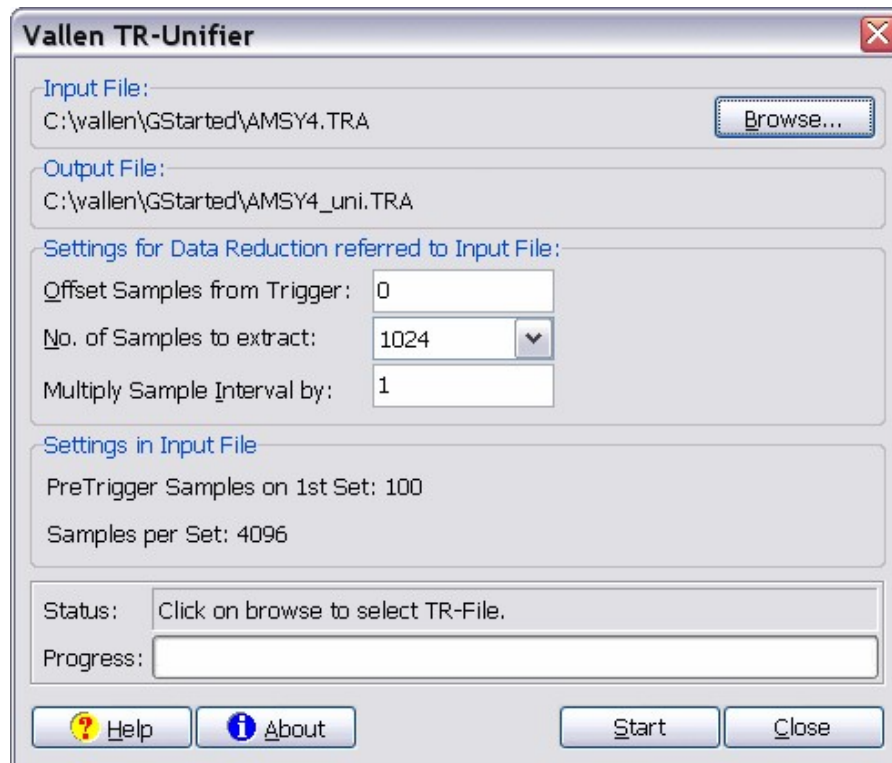 Vallen TR-Unifier
Input File:
C:\vallen\GStarted\AMSY4.TRA
Browse...
Output File:
C:\vallen\GStarted\AMSY4_uni.TRA
Settings for Data Reduction referred to Input File:
Offset Samples from Trigger: 0
No. of Samples to extract: 1024
Multiply Sample Interval by: 1
Settings in Input File
PreTrigger Samples on 1st Set: 100
Samples per Set: 4096
Status: Click on browse to select TR-File.
Progress:
Help About Start Close